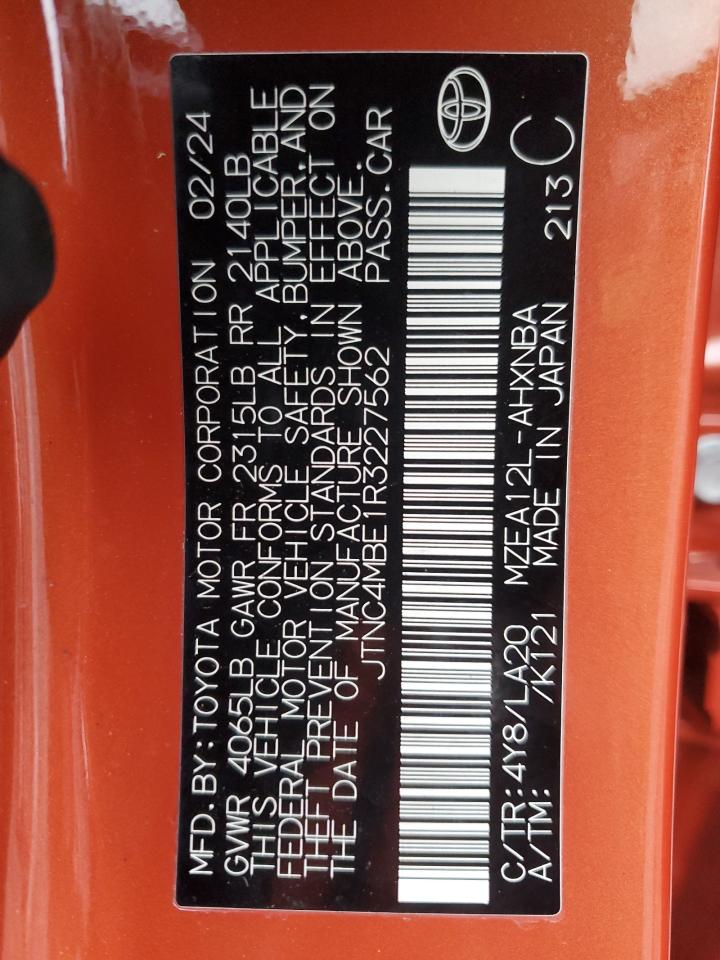 MFD.BY:TOYOTA MOTOR CORPORATION 02/24
GVWR 4065LB GAWR FR 2315LB RR 2140LB
THIS VEHICLE CONFORMS TO ALL APPLICABLE
FEDERAL MOTOR VEHICLE SAFETY,BUMPER,AND
THEFT PREVENTION STANDARDS IN EFFECT ON
THE DATE OF MANUFACTURE SHOWN ABOVE.
JTNC4MBE1R3227562 PASS.CAR
C/TR:4Y8/LA20 MZEA12L-AHXNBA 213 C
A/TM: /K121 MADE IN JAPAN